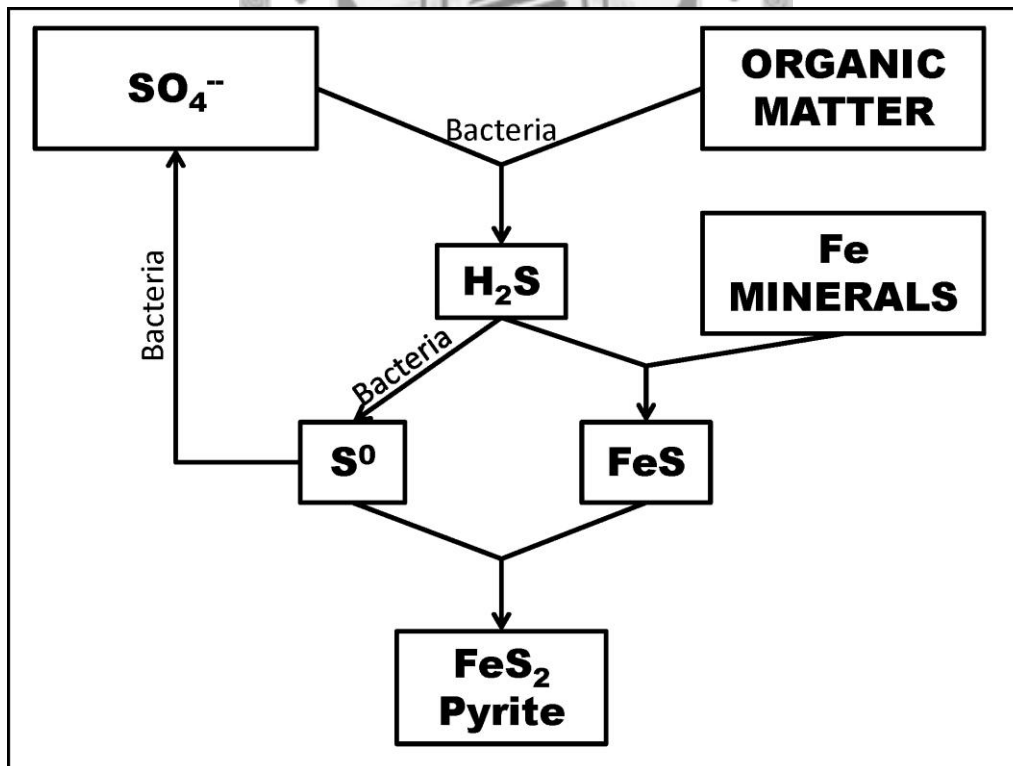 SO₄⁻⁻
ORGANIC
MATTER
Bacteria
Fe
MINERALS
H₂S
Bacteria
Bacteria
S⁰
FeS
FeS₂
Pyrite